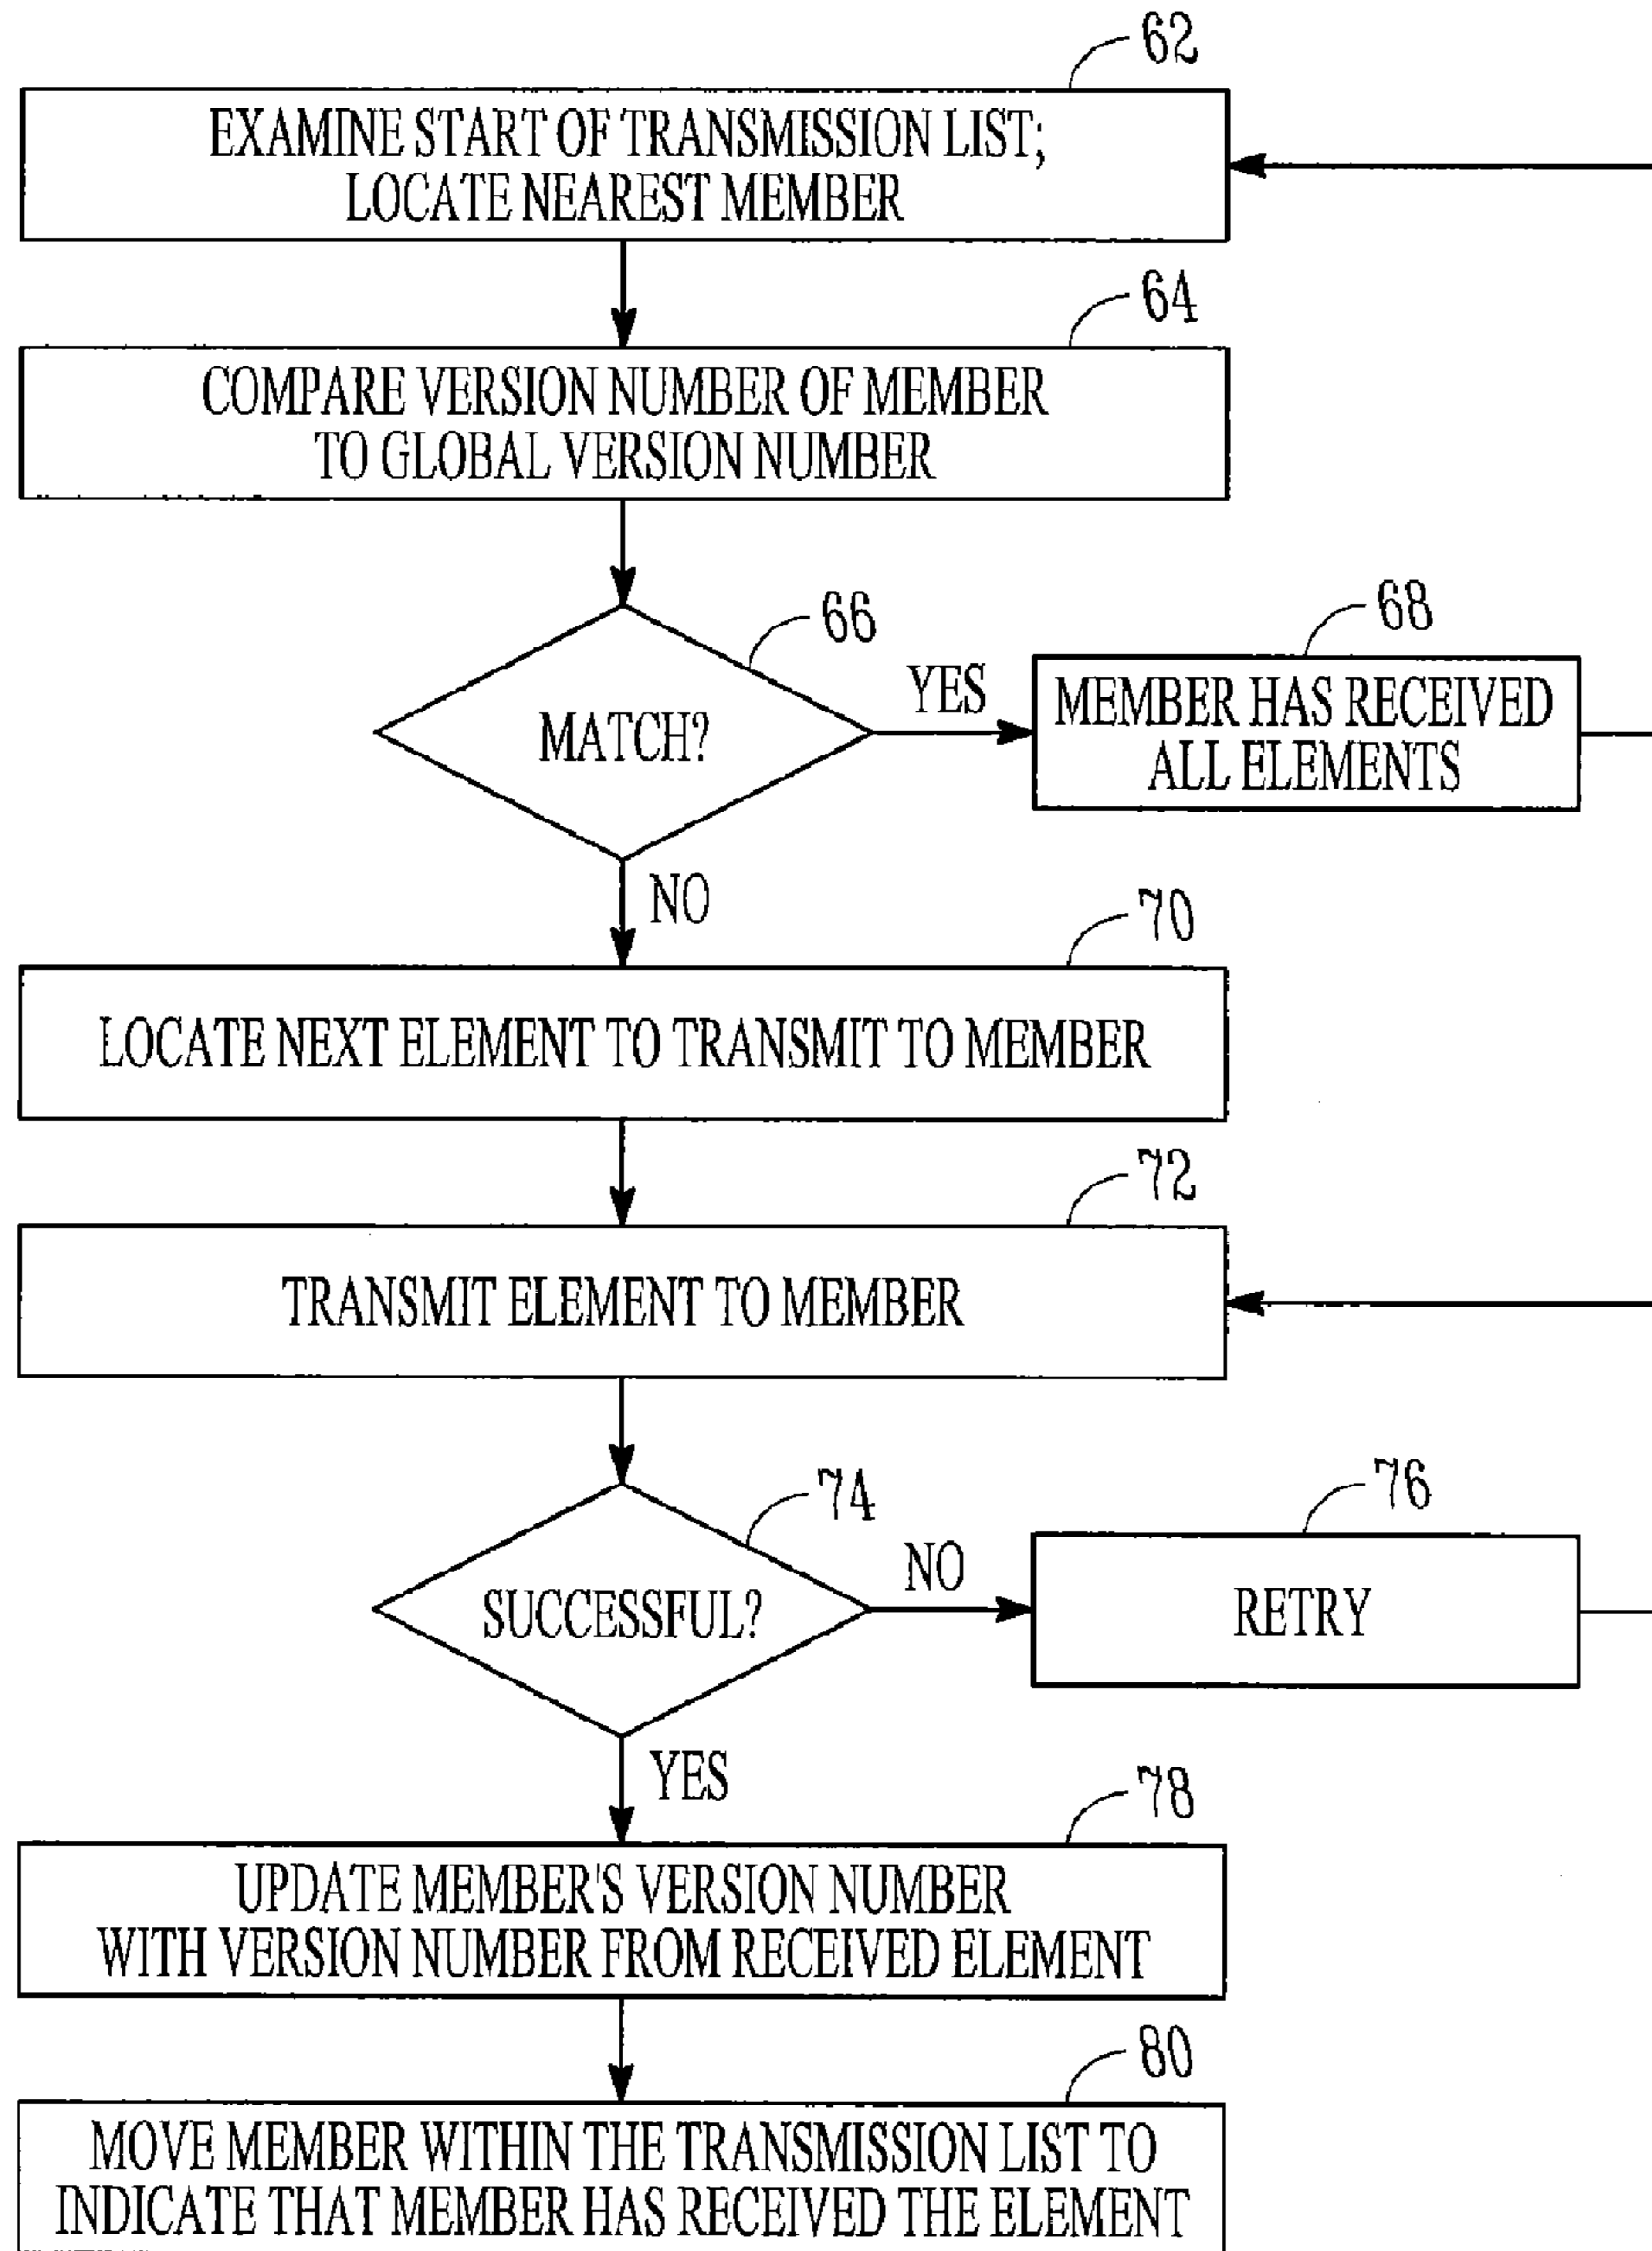 62
EXAMINE START OF TRANSMISSION LIST;
LOCATE NEAREST MEMBER
64
COMPARE VERSION NUMBER OF MEMBER
TO GLOBAL VERSION NUMBER
66
MATCH?
YES
68
MEMBER HAS RECEIVED
ALL ELEMENTS
NO
70
LOCATE NEXT ELEMENT TO TRANSMIT TO MEMBER
72
TRANSMIT ELEMENT TO MEMBER
74
SUCCESSFUL?
NO
76
RETRY
YES
78
UPDATE MEMBER'S VERSION NUMBER
WITH VERSION NUMBER FROM RECEIVED ELEMENT
80
MOVE MEMBER WITHIN THE TRANSMISSION LIST TO
INDICATE THAT MEMBER HAS RECEIVED THE ELEMENT